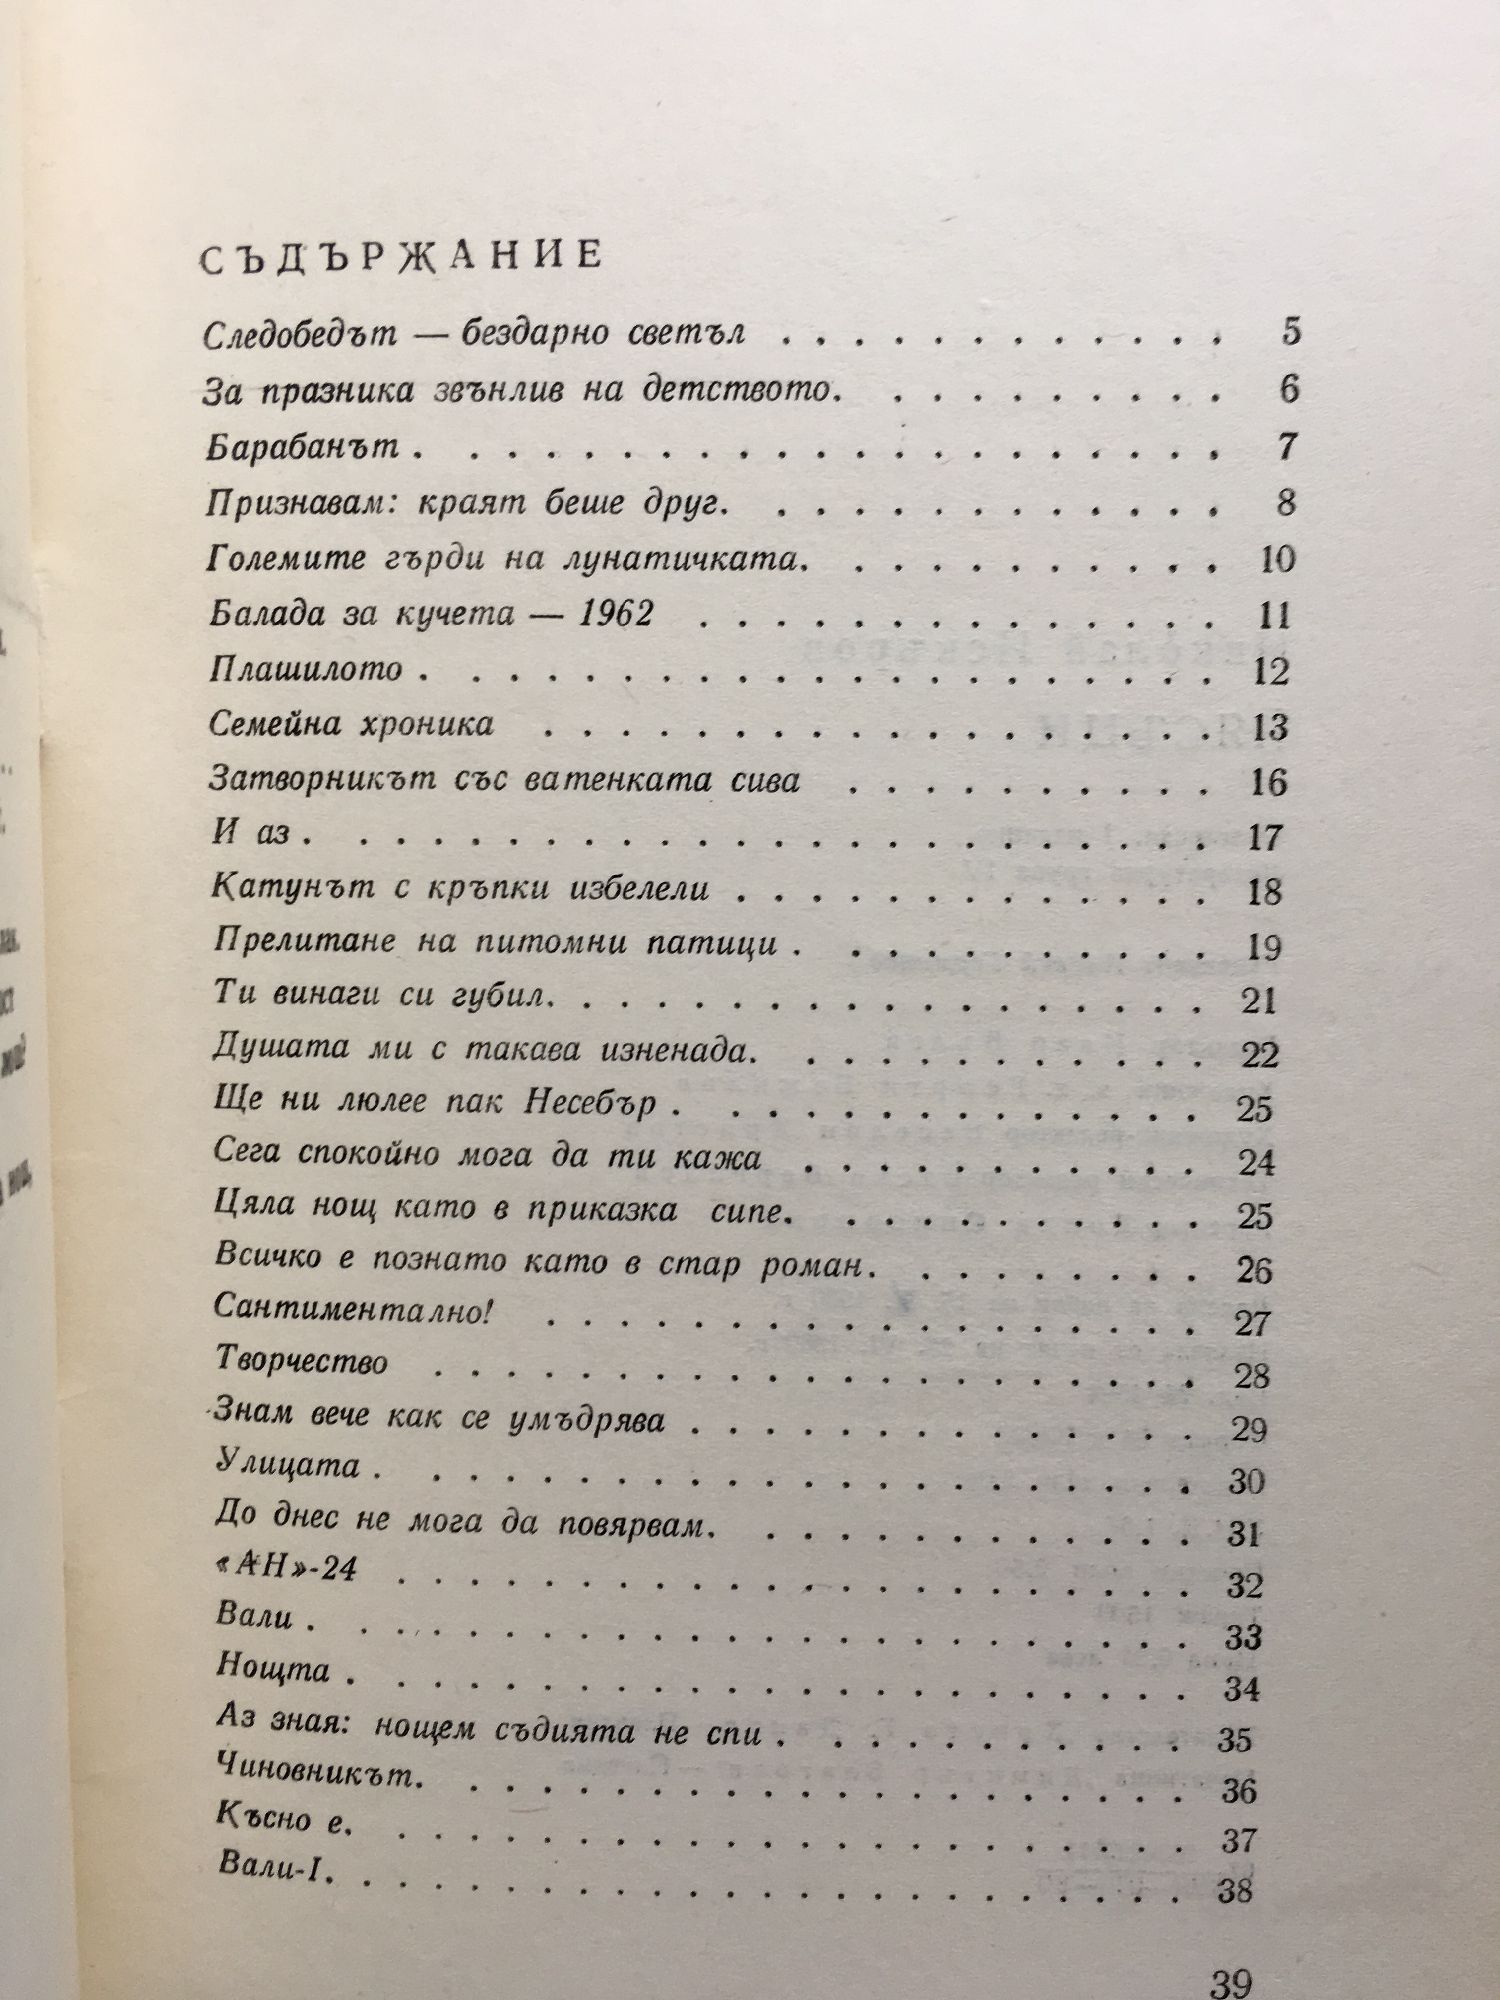 СЪДЪРЖАНИЕ
Следобедът — бездарно светъл . . . . . . . . . . . . 5
За празника звънлив на детството. . . . . . . . . . 6
Барабанът . . . . . . . . . . . . . . . . . . . . . 7
Признавам: краят беше друг. . . . . . . . . . . . . 8
Големите гърди на лунатичката. . . . . . . . . . . 10
Балада за кучета — 1962 . . . . . . . . . . . . . . 11
Плашилото . . . . . . . . . . . . . . . . . . . . . 12
Семейна хроника . . . . . . . . . . . . . . . . . . 13
Затворникът със ватенката сива . . . . . . . . . . 16
И аз . . . . . . . . . . . . . . . . . . . . . . . . 17
Катунът с кръпки избелели . . . . . . . . . . . . . 18
Прелитане на питомни патици . . . . . . . . . . . 19
Ти винаги си губил. . . . . . . . . . . . . . . . . . 21
Душата ми с такава изненада. . . . . . . . . . . . 22
Ще ни люлее пак Несебър . . . . . . . . . . . . . . 25
Сега спокойно мога да ти кажа . . . . . . . . . . . 24
Цяла нощ като в приказка сипе. . . . . . . . . . . 25
Всичко е познато като в стар роман. . . . . . . . . 26
Сантиментално! . . . . . . . . . . . . . . . . . . 27
Творчество . . . . . . . . . . . . . . . . . . . . . 28
Знам вече как се умъдрява . . . . . . . . . . . . . . 29
Улицата . . . . . . . . . . . . . . . . . . . . . . 30
До днес не мога да повярвам. . . . . . . . . . . . . 31
«АН»-24 . . . . . . . . . . . . . . . . . . . . . . 32
Вали . . . . . . . . . . . . . . . . . . . . . . . . 33
Нощта . . . . . . . . . . . . . . . . . . . . . . . 34
Аз зная: нощем съдията не спи . . . . . . . . . . . 35
Чиновникът. . . . . . . . . . . . . . . . . . . . . 36
Късно е. . . . . . . . . . . . . . . . . . . . . . . 37
Вали-I. . . . . . . . . . . . . . . . . . . . . . . . 38
39